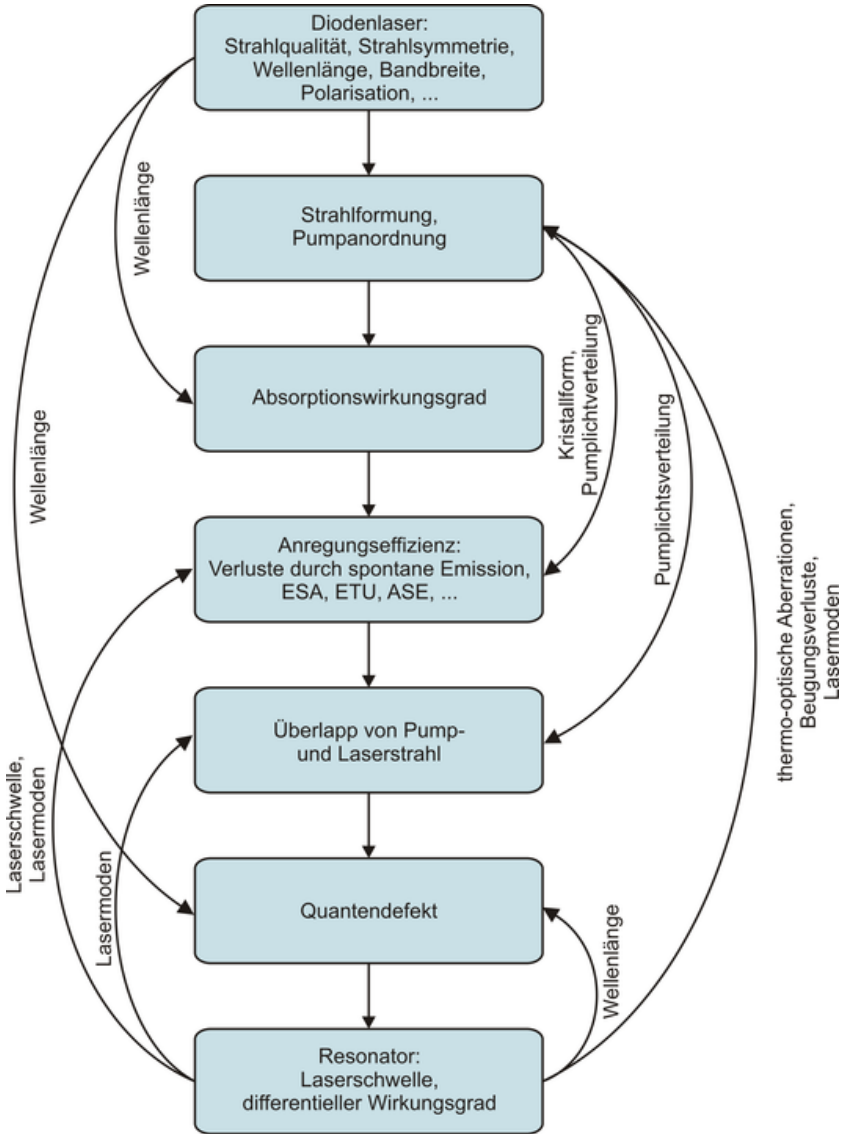 Diodenlaser:
Strahlqualität, Strahlsymmetrie,
Wellenlänge, Bandbreite,
Polarisation, ...
Wellenlänge
Strahlformung,
Pumpanordnung
Wellenlänge
Absorptionswirkungsgrad
Kristallform,
Pumplichtverteilung
Pumplichtsverteilung
Anregungseffizienz:
Verluste durch spontane Emission,
ESA, ETU, ASE, ...
thermo-optische Aberrationen,
Beugungsverluste,
Lasermoden
Überlapp von Pump-
und Laserstrahl
Laserschwelle,
Lasermoden
Lasermoden
Quantendefekt
Wellenlänge
Resonator:
Laserschwelle,
differentieller Wirkungsgrad